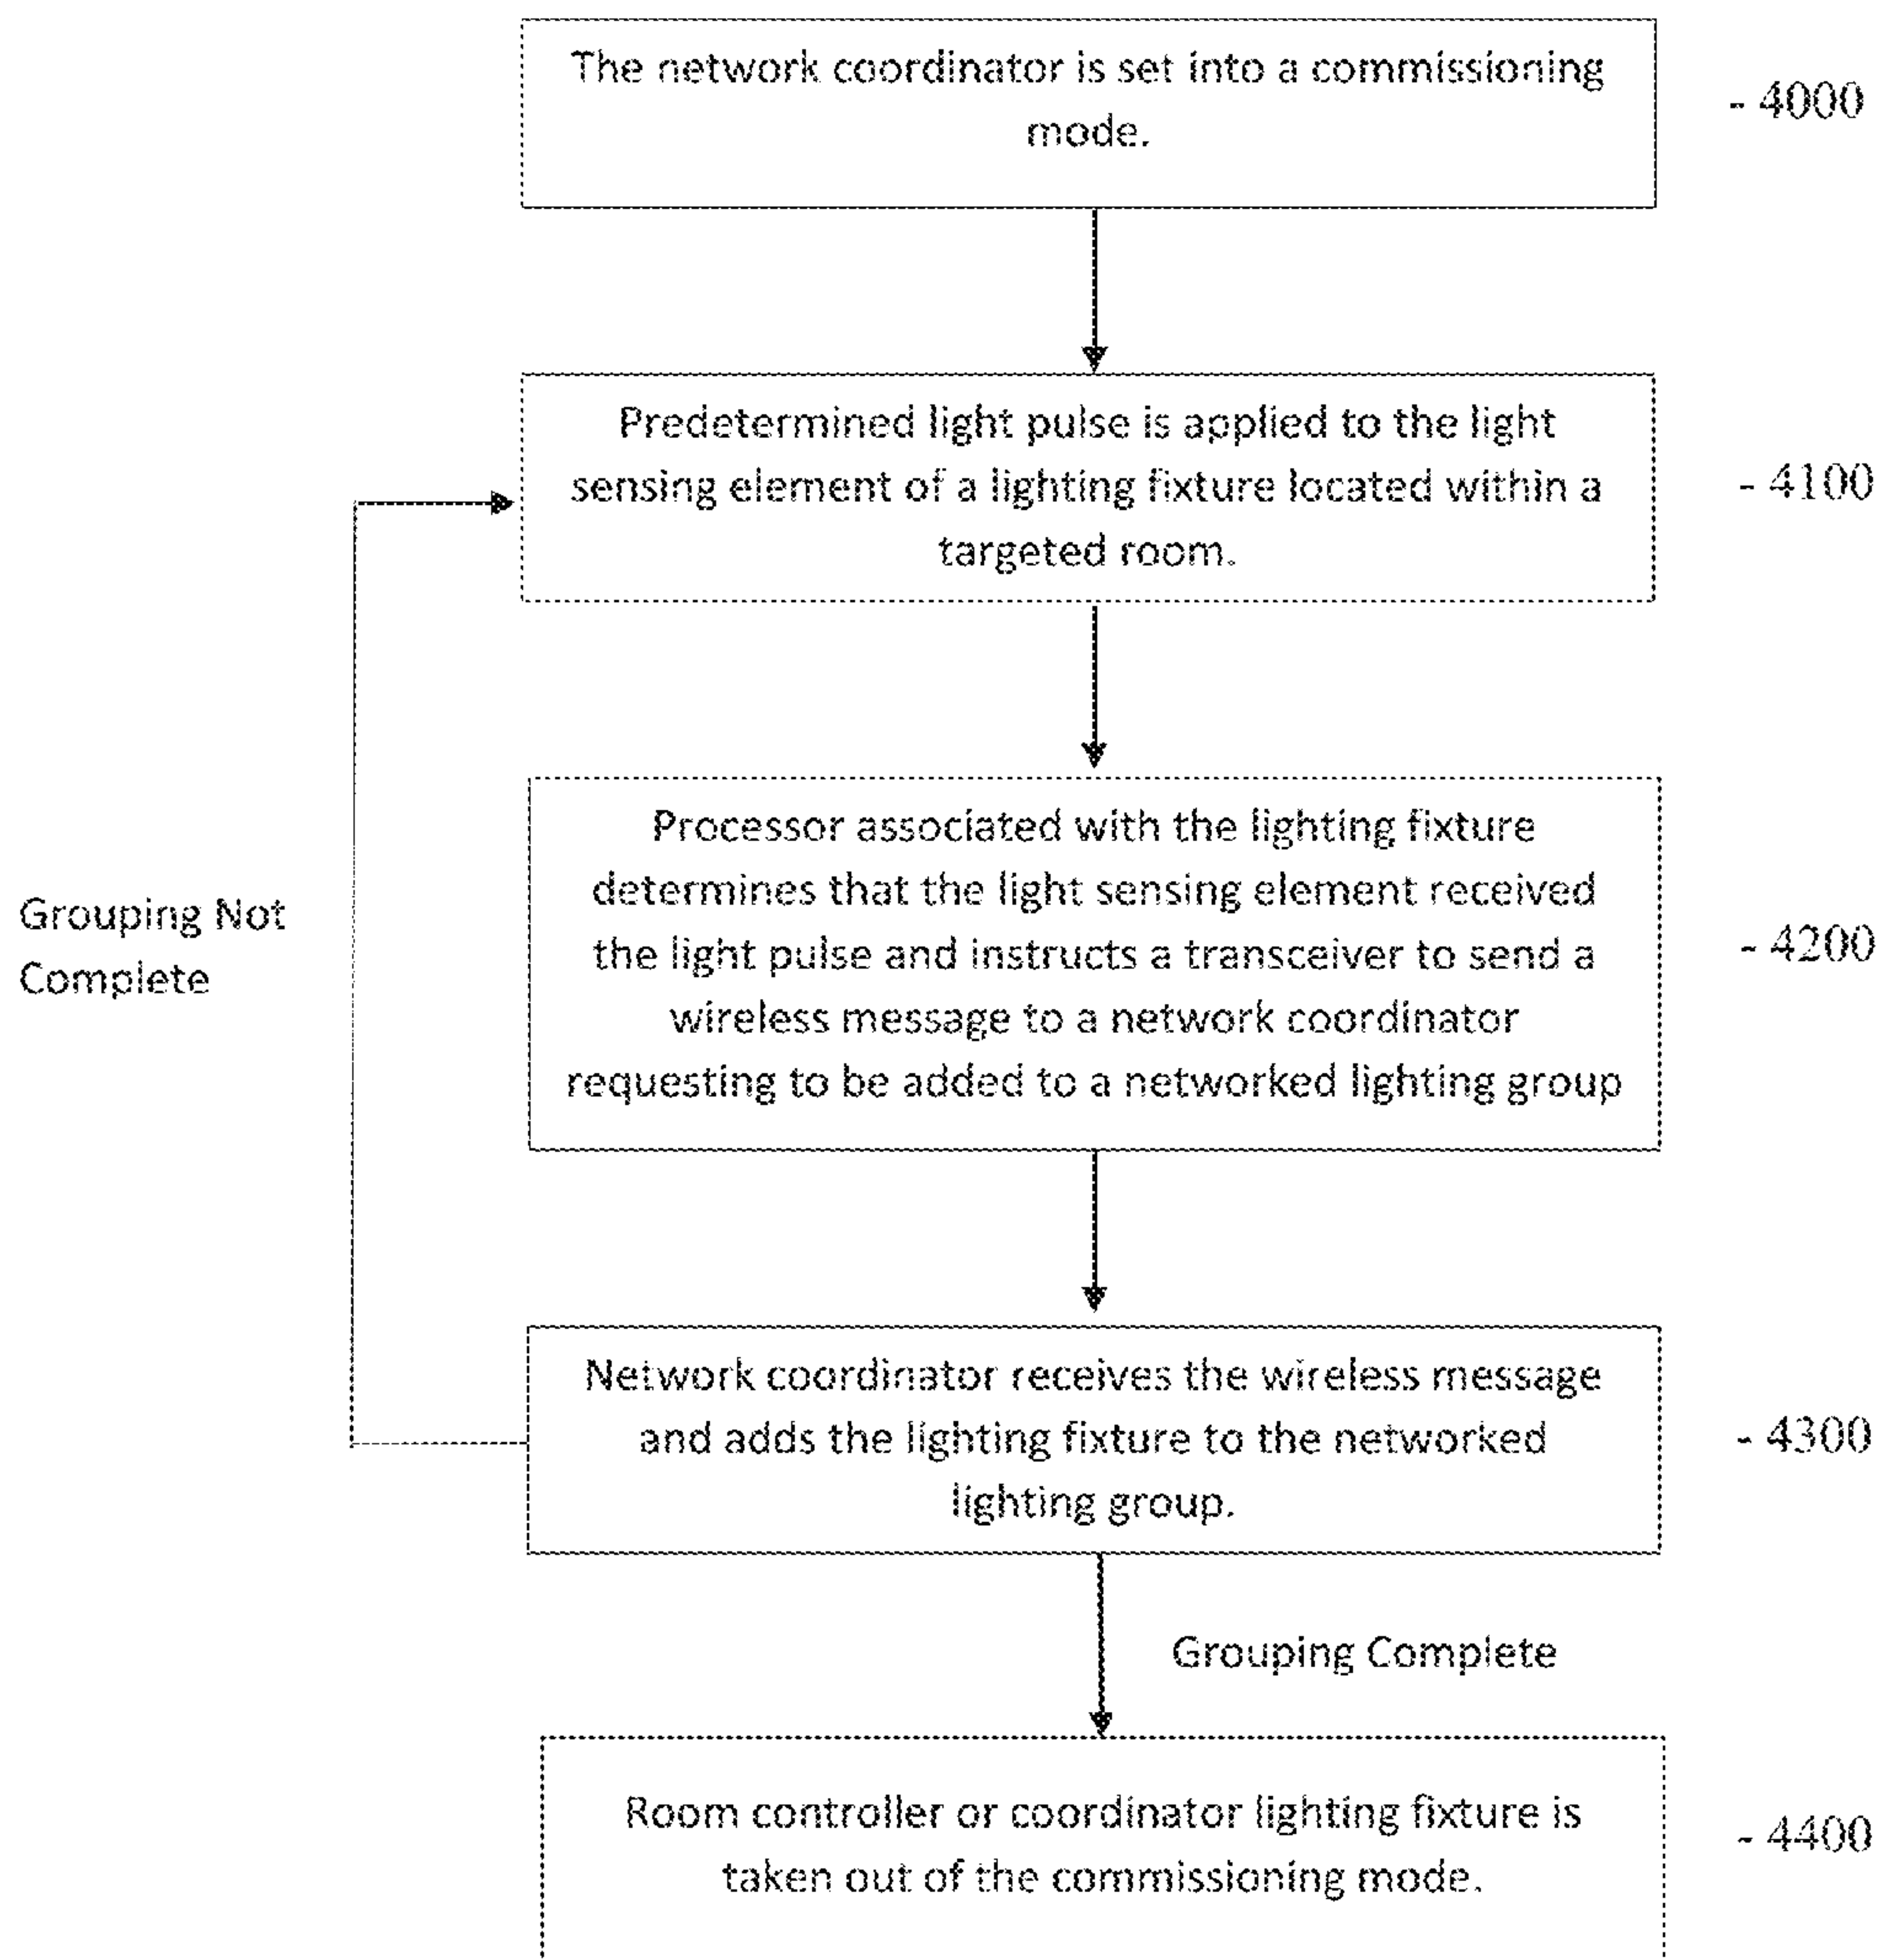 The network coordinator is set into a commissioning
mode.
- 4000
Predetermined light pulse is applied to the light
sensing element of a lighting fixture located within a
targeted room.
- 4100
Processor associated with the lighting fixture
determines that the light sensing element received
the light pulse and instructs a transceiver to send a
wireless message to a network coordinator
requesting to be added to a networked lighting group
- 4200
Grouping Not
Complete
Network coordinator receives the wireless message
and adds the lighting fixture to the networked
lighting group.
- 4300
Grouping Complete
Room controller or coordinator lighting fixture is
taken out of the commissioning mode.
- 4400